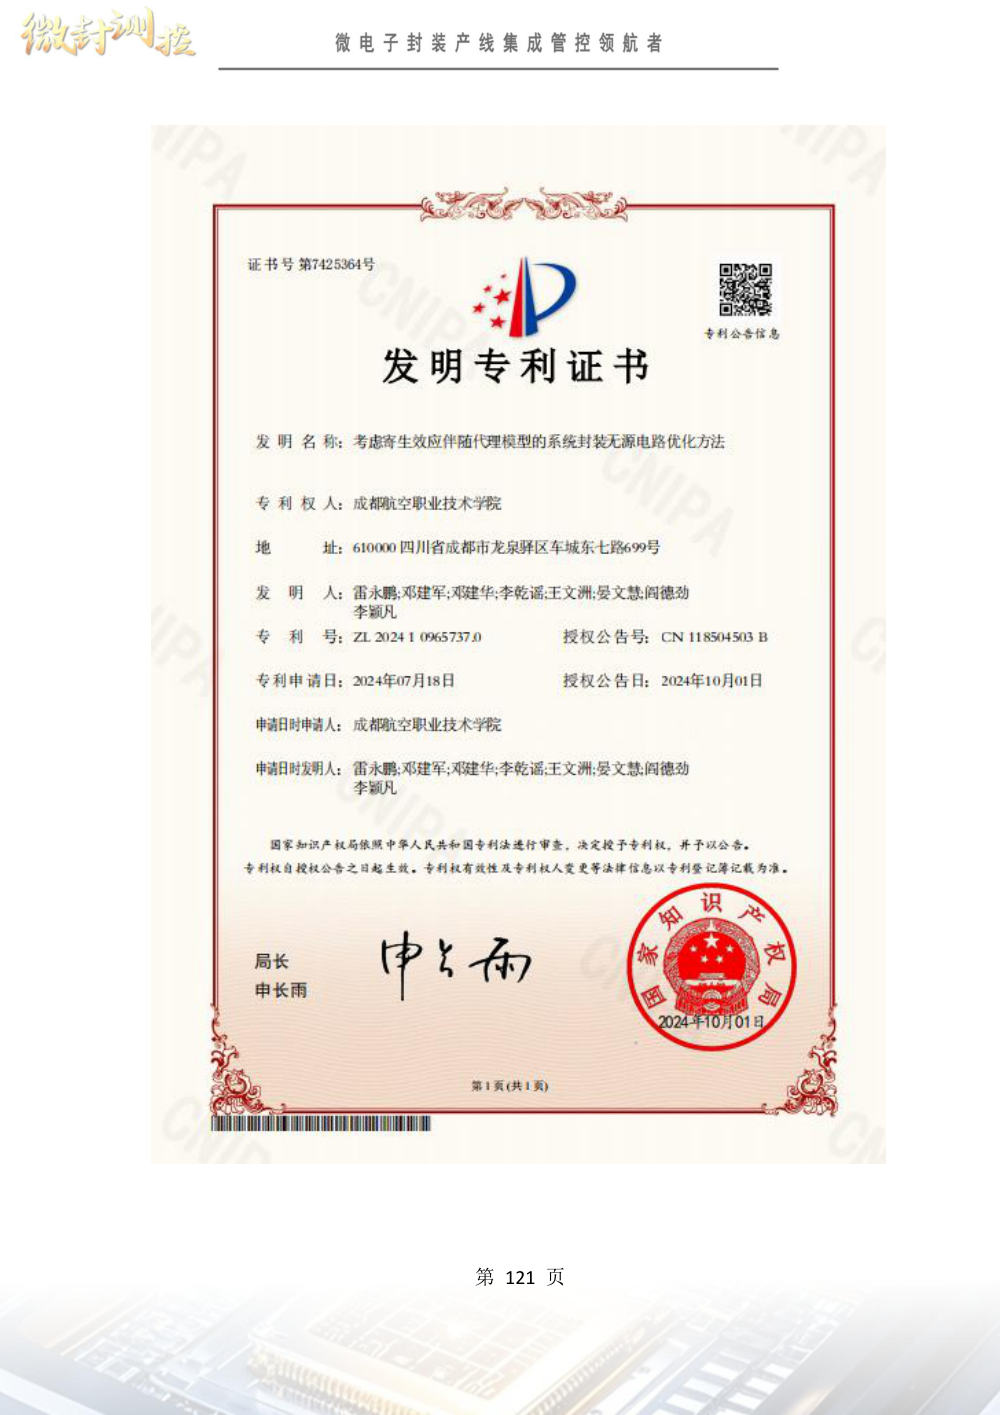 微封训控
微电子封装产线集成管控领航者
证书号第7425364号
专利公告信息
发明专利证书
发明名称：考虑寄生效应伴随代理模型的系统封装无源电路优化方法
专利权人：成都航空职业技术学院
地址：610000 四川省成都市龙泉驿区车城东七路699号
发明人：雷永鹏;邓建军;邓建华;李乾谣;王文洲;晏文慧;阎德劲
李颖凡
专利号：ZL 2024 1 0965737.0 授权公告号：CN 118504503 B
专利申请日：2024年07月18日 授权公告日：2024年10月01日
申请日时申请人：成都航空职业技术学院
申请日时发明人：雷永鹏;邓建军;邓建华;李乾谣;王文洲;晏文慧;阎德劲
李颖凡
国家知识产权局依照中华人民共和国专利法进行审查，决定授予专利权，并予以公告。
专利权自授权公告之日起生效。专利权有效性及专利权人变更等法律信息以专利登记簿记载为准。
局长
申长雨
申长雨
国家知识产权局
2024年10月01日
第1页(共1页)
CNIPA
第 121 页